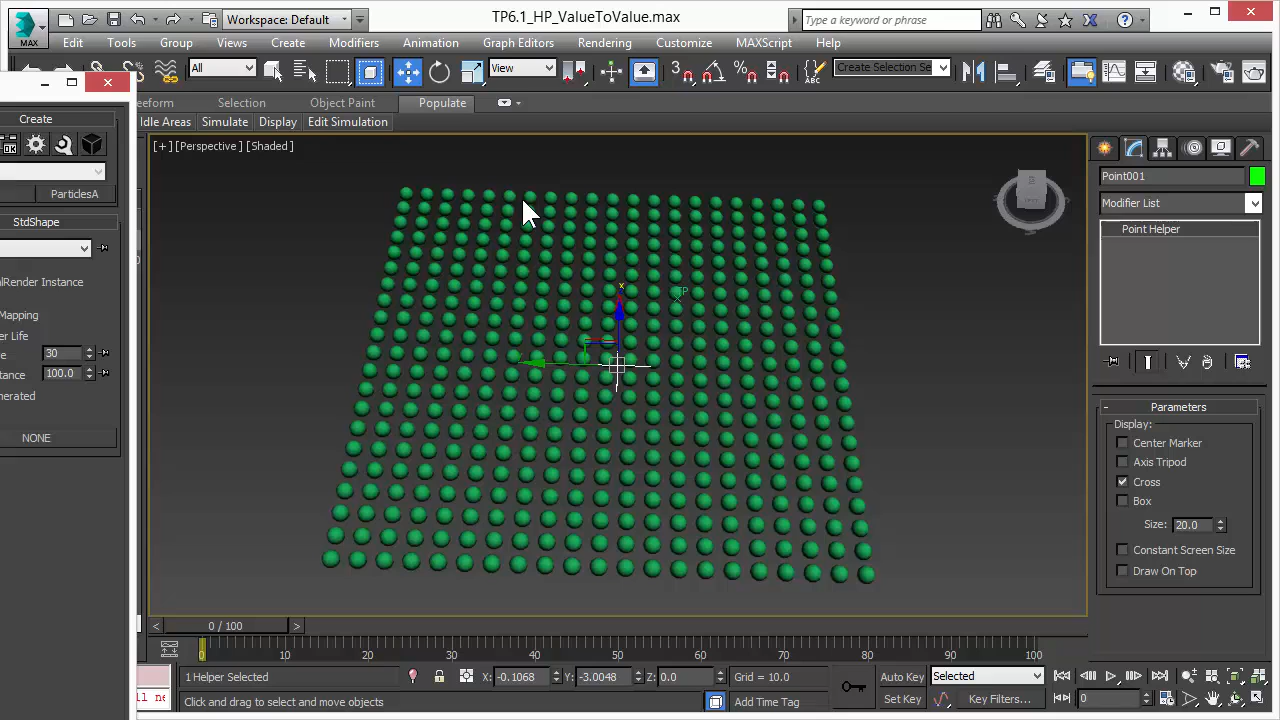 Workspace: Default
TP6.1_HP_ValueToValue.max
Type a keyword or phrase
MAX
Edit
Tools
Group
Views
Create
Modifiers
Animation
Graph Editors
Rendering
Customize
MAXScript
Help
All
View
3
Create Selection Se
Selection
Object Paint
Populate
Idle Areas
Simulate
Display
Edit Simulation
Create
ParticlesA
StdShape
Mapping
30
100.0
NONE
[+] [Perspective] [Shaded]
TP
x
Point001
Modifier List
Point Helper
Parameters
Display:
Center Marker
Axis Tripod
Cross
Box
Size: 20.0
Constant Screen Size
Draw On Top
< 0 / 100 >
0 10 20 30 40 50 60 70 80 90 100
1 Helper Selected
X: -0.1068
Y: -3.0048
Z: 0.0
Grid = 10.0
Auto Key
Selected
Click and drag to select and move objects
Add Time Tag
Set Key
Key Filters...
0